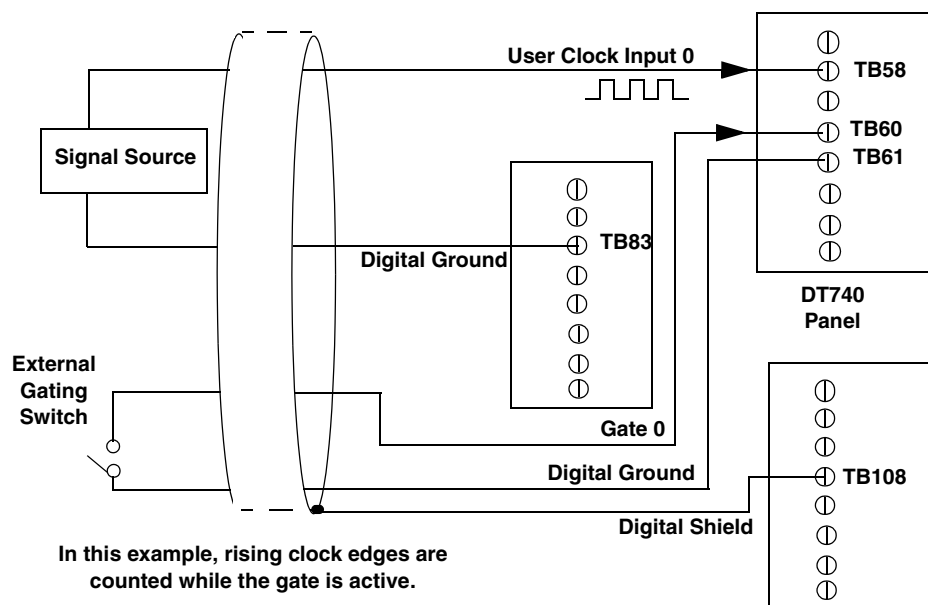 User Clock Input 0
TB58
Signal Source
TB60
TB61
TB83
Digital Ground
DT740
Panel
External
Gating
Switch
Gate 0
Digital Ground
TB108
Digital Shield
In this example, rising clock edges are
counted while the gate is active.